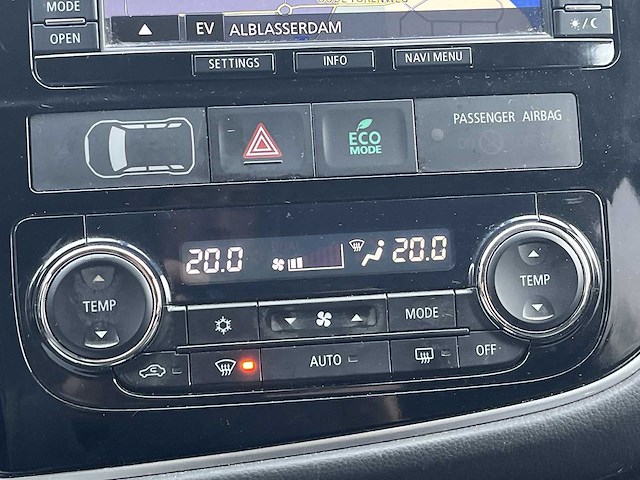 MODE
OPEN
EV ALBLASSERDAM
SETTINGS INFO NAVI MENU
ECO
MODE
PASSENGER AIRBAG
20.0 20.0
TEMP TEMP
MODE
AUTO OFF